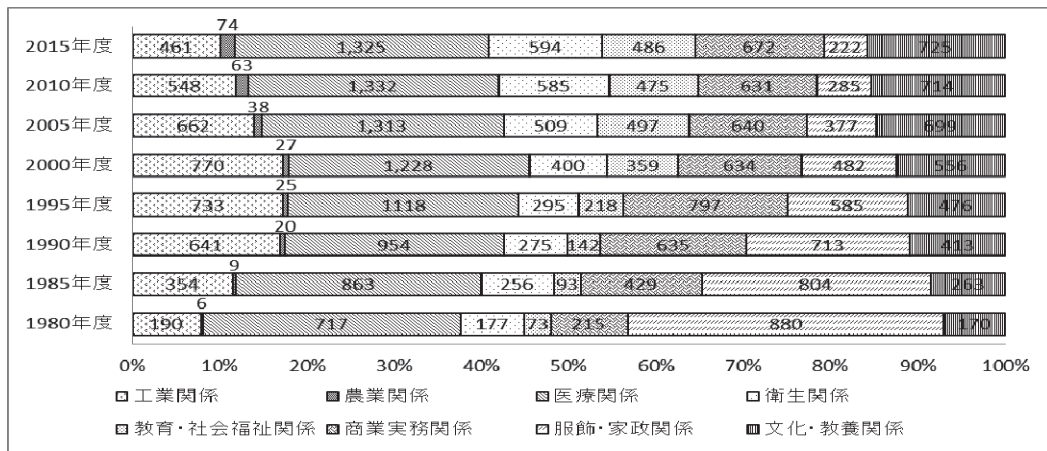 74
2015年度 461 1,325 594 486 672 222 725
63
2010年度 548 1,332 585 475 631 285 714
38
2005年度 662 1,313 509 497 640 377 699
27
2000年度 770 1,228 400 359 634 482 556
25
1995年度 733 1118 295 218 797 585 476
20
1990年度 641 954 275 142 635 713 413
9
1985年度 354 863 256 93 429 804 263
6
1980年度 190 717 177 73 215 880 170
0% 10% 20% 30% 40% 50% 60% 70% 80% 90% 100%
工業関係 農業関係 医療関係 衛生関係
教育・社会福祉関係 商業実務関係 服飾・家政関係 文化・教養関係